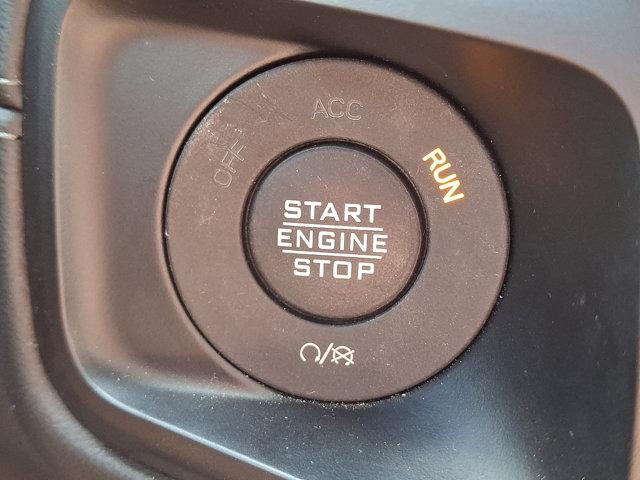 ACC
OFF
RUN
START
ENGINE
STOP